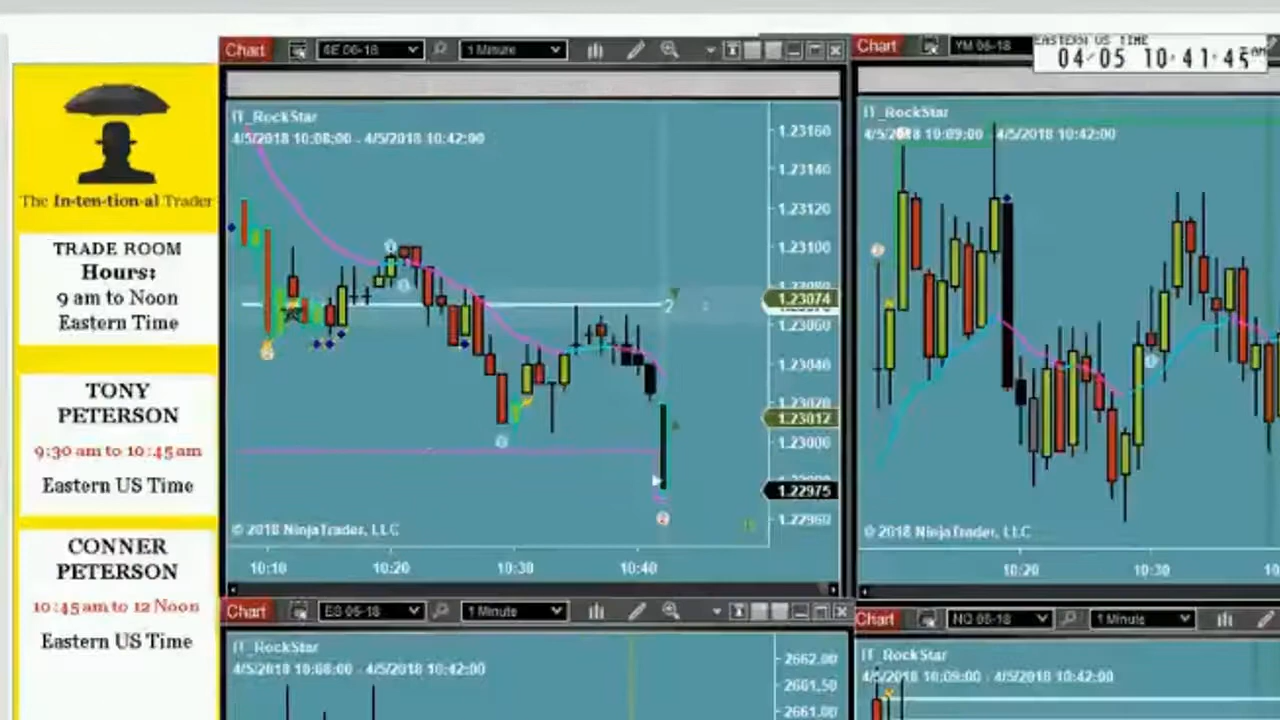 The In-ten-tion-al Trader
TRADE ROOM
Hours:
9 am to Noon
Eastern Time
TONY
PETERSON
9:30 am to 10:45 am
Eastern US Time
CONNER
PETERSON
10:45 am to 12 Noon
Eastern US Time
Chart
6E 06-18
1 Minute
IT_RockStar
4/5/2018 10:08:00 - 4/5/2018 10:42:00
1.23160
1.23140
1.23120
1.23100
1.23074
1.23060
1.23040
1.23020
1.23012
1.23000
1.22975
1.22960
2
© 2018 NinjaTrader, LLC
10:10
10:20
10:30
10:40
Chart
YM 06-18
EASTERN US TIME
04/05 10:41:45 AM
IT_RockStar
4/5/2018 10:09:00 - 4/5/2018 10:42:00
© 2018 NinjaTrader, LLC
10:20
10:30
Chart
ES 06-18
1 Minute
IT_RockStar
4/5/2018 10:08:00 - 4/5/2018 10:42:00
2662.00
2661.50
2661.00
Chart
NQ 06-18
1 Minute
IT_RockStar
4/5/2018 10:09:00 - 4/5/2018 10:42:00